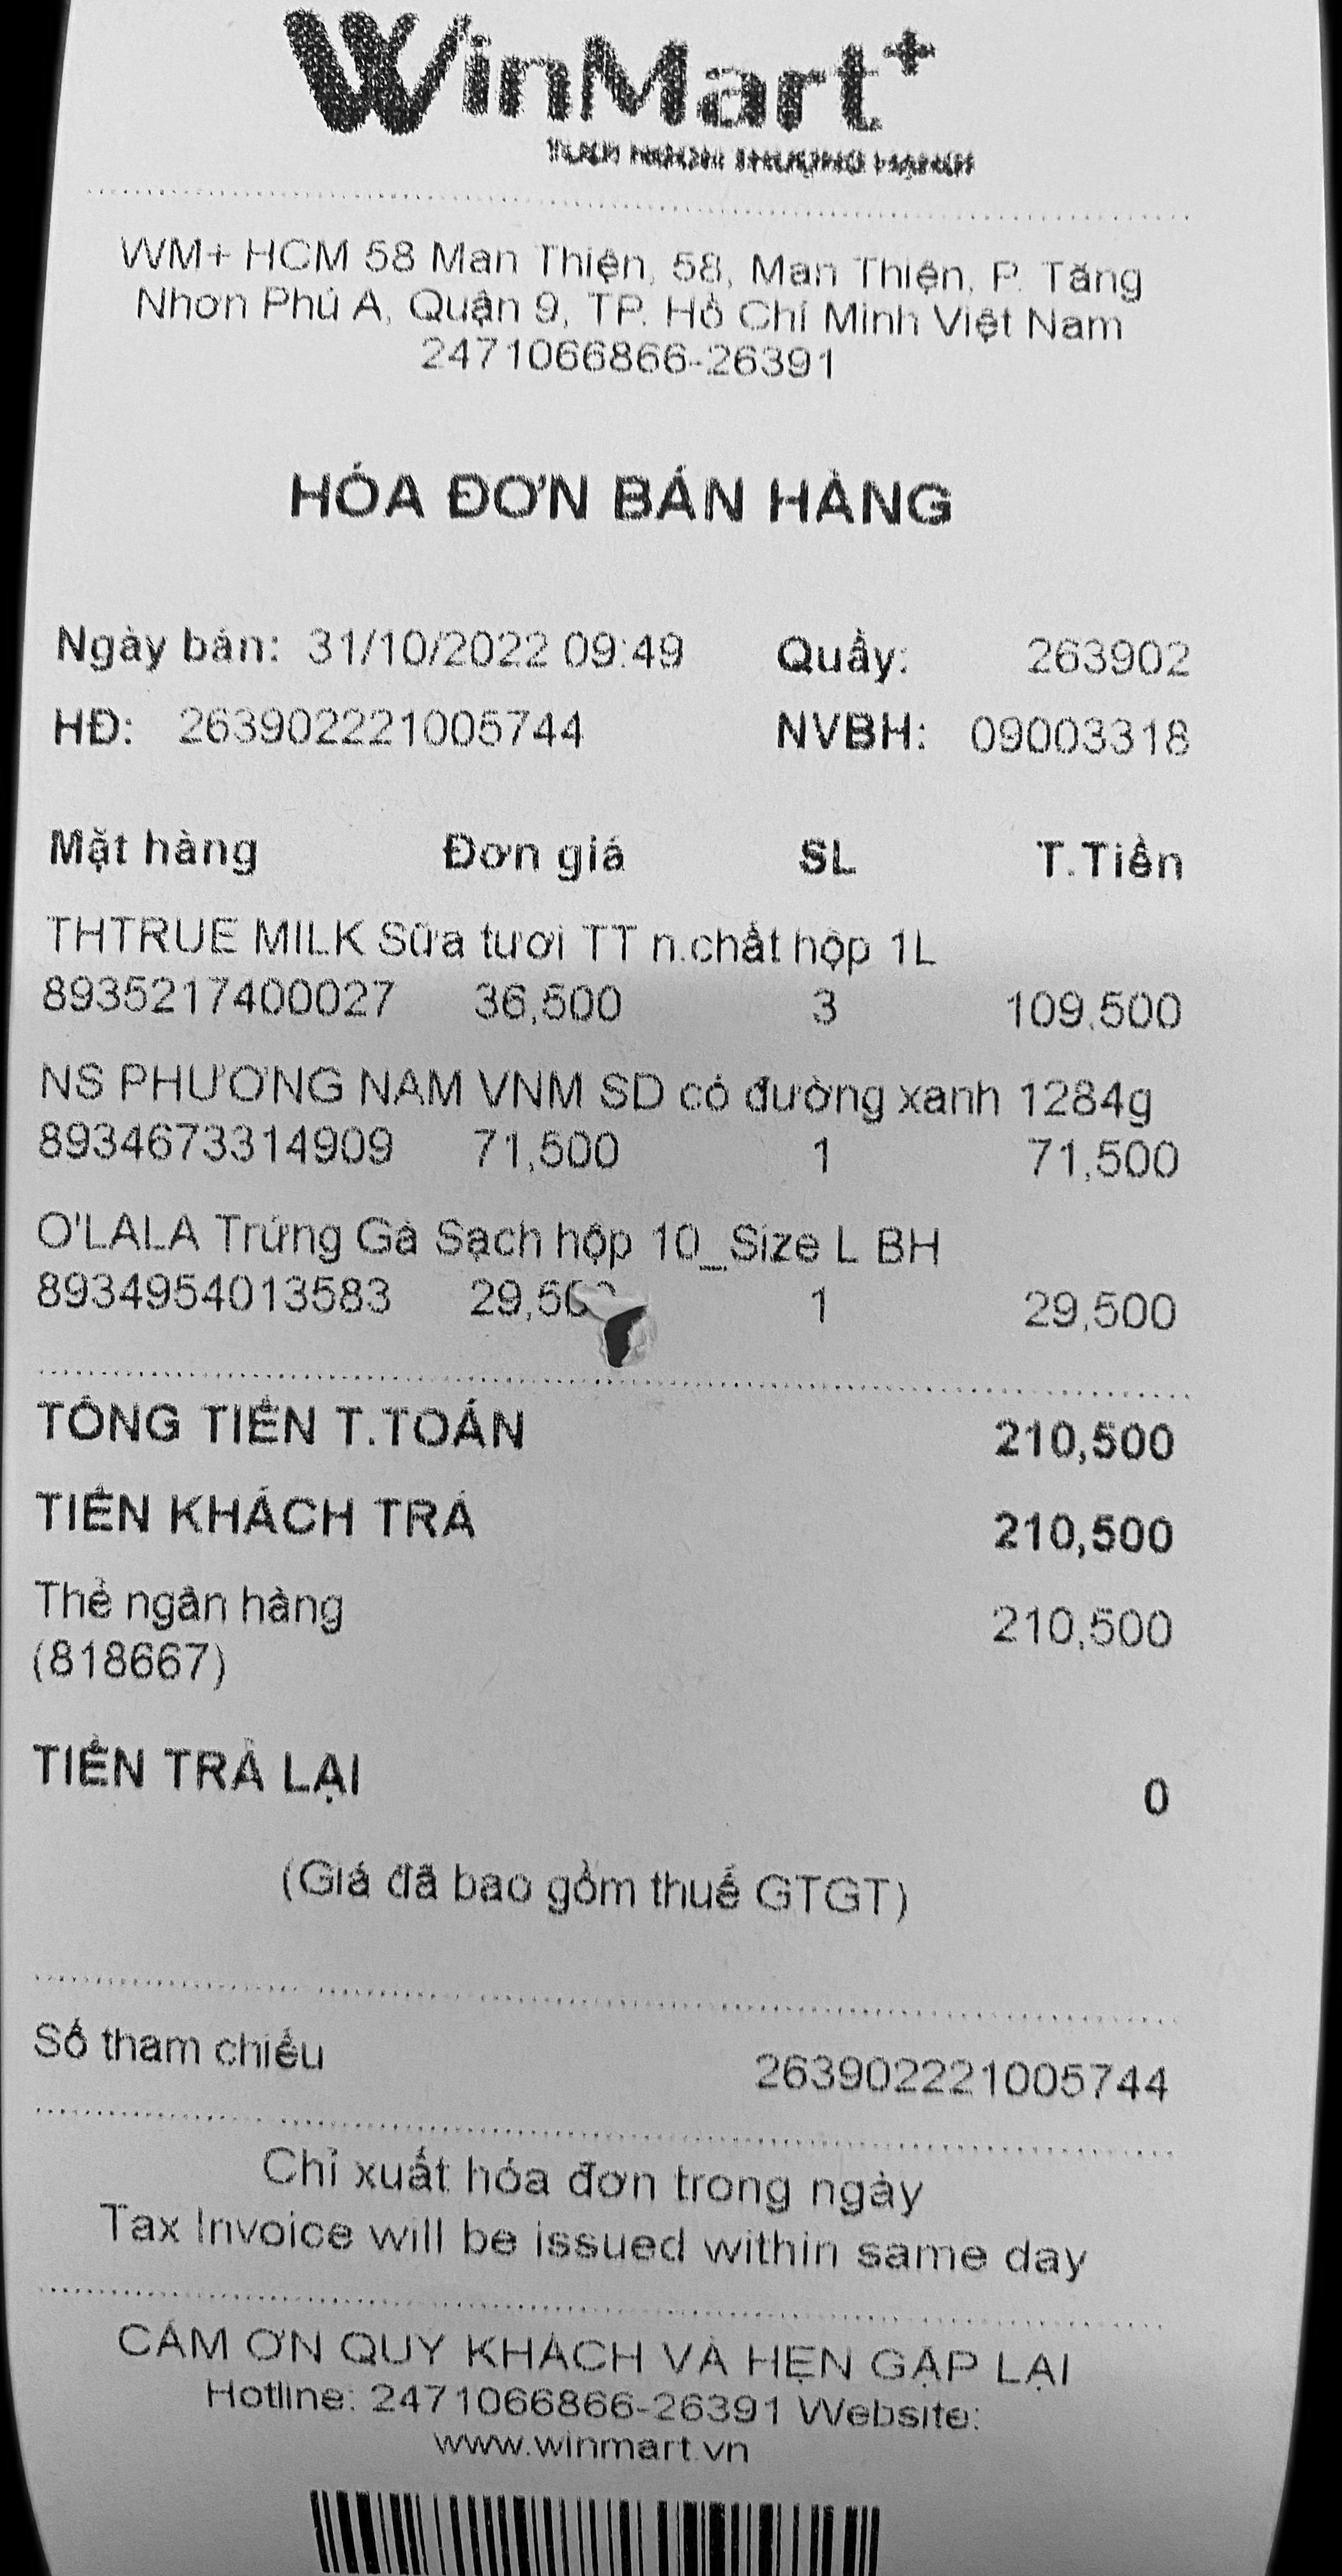 WinMart+
WM+ HCM 58 Man Thiện, 58, Man Thiện, P. Tăng
Nhơn Phú A, Quận 9, TP. Hồ Chí Minh Việt Nam
2471066866-26391
HÓA ĐƠN BÁN HÀNG
Ngày bán: 31/10/2022 09:49 Quầy: 263902
HĐ: 263902221005744 NVBH: 09003318
Mặt hàng Đơn giá SL T.Tiền
THTRUE MILK Sữa tươi TT n.chất hộp 1L
8935217400027 36,500 3 109,500
NS PHƯƠNG NAM VNM SD có đường xanh 1284g
8934673314909 71,500 1 71,500
O'LALA Trứng Gà Sạch hộp 10_Size L BH
8934954013583 1 29,500
TỔNG TIỀN T.TOÁN 210,500
TIỀN KHÁCH TRẢ 210,500
Thẻ ngân hàng 210,500
(818667)
TIỀN TRẢ LẠI 0
(Giá đã bao gồm thuế GTGT)
Số tham chiếu 263902221005744
Chỉ xuất hóa đơn trong ngày
Tax Invoice will be issued within same day
CẢM ƠN QUÝ KHÁCH VÀ HẸN GẶP LẠI
Hotline: 2471066866-26391 Website:
www.winmart.vn